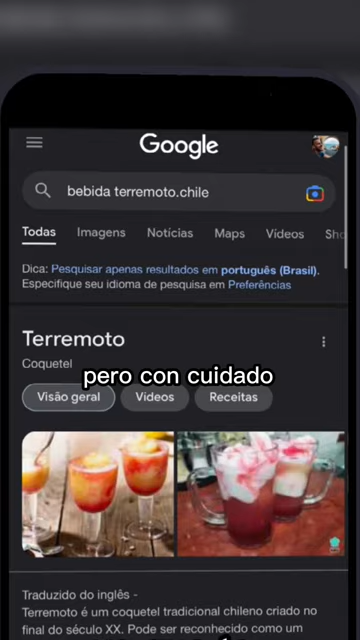 Google
bebida terremoto.chile
Todas Imagens Notícias Maps Vídeos Sho
Dica: Pesquisar apenas resultados em português (Brasil).
Especifique seu idioma de pesquisa em Preferências
Terremoto
Coquetel
pero con cuidado
Visão geral Vídeos Receitas
Traduzido do inglês -
Terremoto é um coquetel tradicional chileno criado no
final do século XX. Pode ser reconhecido como um